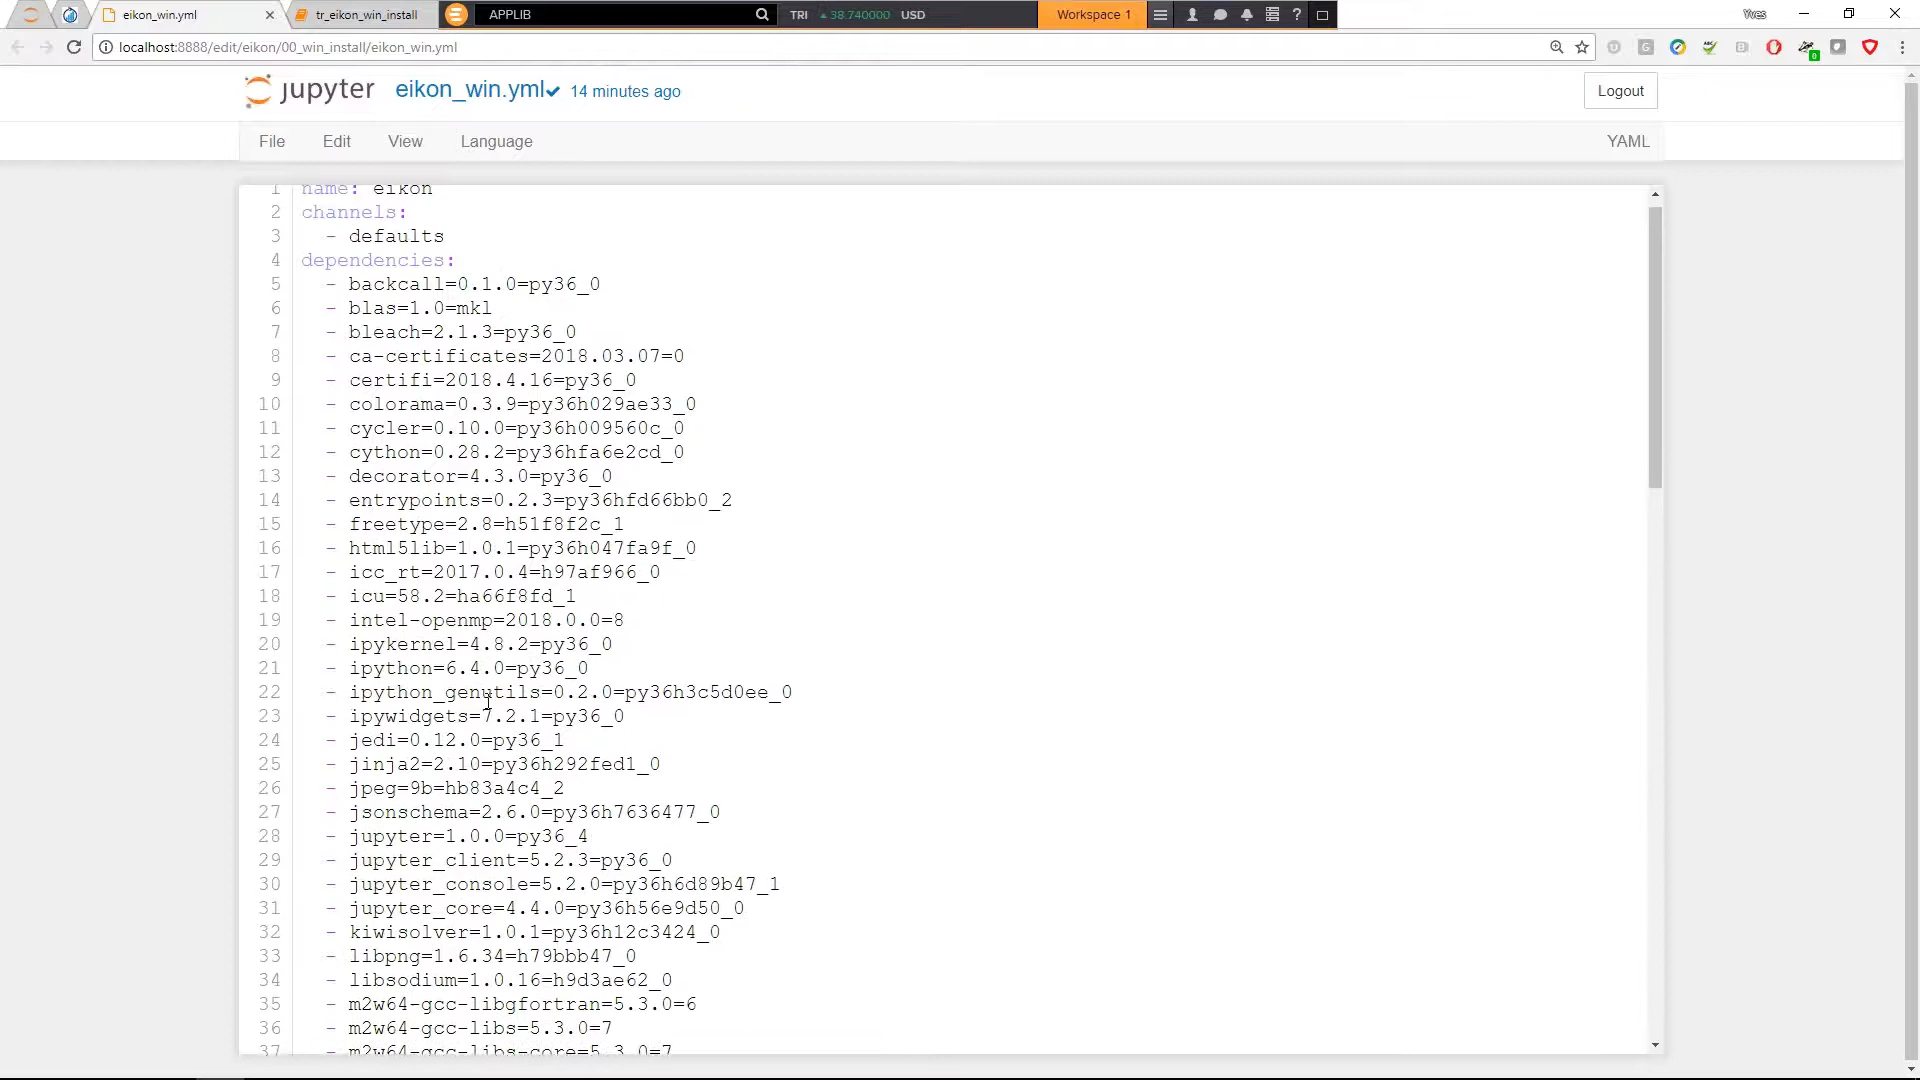 eikon_win.yml
tr_eikon_win_install
APPLIB
TRI
38.740000
USD
Workspace 1
?
Yves
localhost:8888/edit/eikon/00_win_install/eikon_win.yml
jupyter
eikon_win.yml
14 minutes ago
Logout
File
Edit
View
Language
YAML
1 name: eikon
2 channels:
3 - defaults
4 dependencies:
5 - backcall=0.1.0=py36_0
6 - blas=1.0=mkl
7 - bleach=2.1.3=py36_0
8 - ca-certificates=2018.03.07=0
9 - certifi=2018.4.16=py36_0
10 - colorama=0.3.9=py36h029ae33_0
11 - cycler=0.10.0=py36h009560c_0
12 - cython=0.28.2=py36hfa6e2cd_0
13 - decorator=4.3.0=py36_0
14 - entrypoints=0.2.3=py36hfd66bb0_2
15 - freetype=2.8=h51f8f2c_1
16 - html5lib=1.0.1=py36h047fa9f_0
17 - icc_rt=2017.0.4=h97af966_0
18 - icu=58.2=ha66f8fd_1
19 - intel-openmp=2018.0.0=8
20 - ipykernel=4.8.2=py36_0
21 - ipython=6.4.0=py36_0
22 - ipython_genutils=0.2.0=py36h3c5d0ee_0
23 - ipywidgets=7.2.1=py36_0
24 - jedi=0.12.0=py36_1
25 - jinja2=2.10=py36h292fed1_0
26 - jpeg=9b=hb83a4c4_2
27 - jsonschema=2.6.0=py36h7636477_0
28 - jupyter=1.0.0=py36_4
29 - jupyter_client=5.2.3=py36_0
30 - jupyter_console=5.2.0=py36h6d89b47_1
31 - jupyter_core=4.4.0=py36h56e9d50_0
32 - kiwisolver=1.0.1=py36h12c3424_0
33 - libpng=1.6.34=h79bbb47_0
34 - libsodium=1.0.16=h9d3ae62_0
35 - m2w64-gcc-libgfortran=5.3.0=6
36 - m2w64-gcc-libs=5.3.0=7
37 - m2w64-gcc-libs-core=5.3.0=7